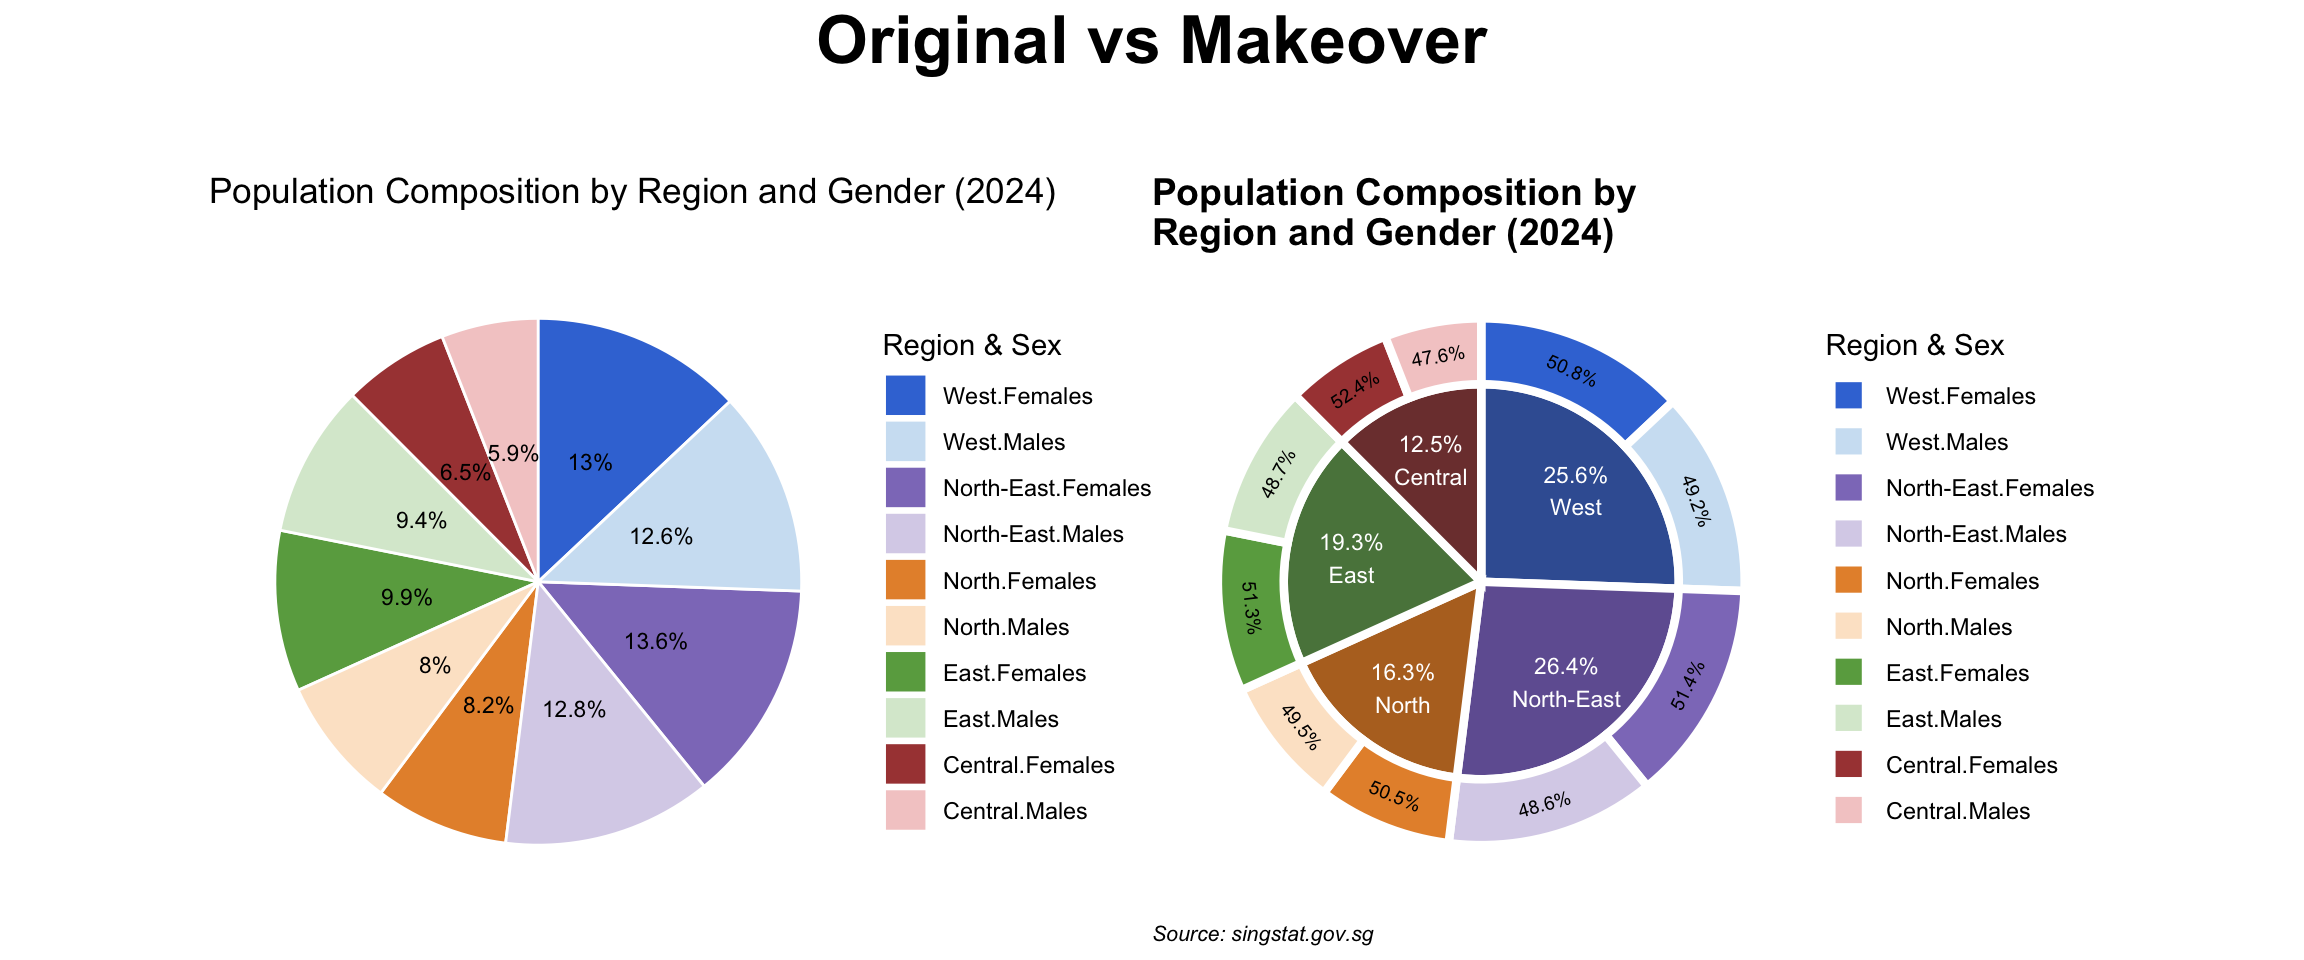 Original vs Makeover
Population Composition by Region and Gender (2024)
5.9%
13%
6.5%
12.6%
9.4%
9.9%
13.6%
8%
8.2%
12.8%
Region & Sex
West.Females
West.Males
North-East.Females
North-East.Males
North.Females
North.Males
East.Females
East.Males
Central.Females
Central.Males
Population Composition by
Region and Gender (2024)
47.6%
50.8%
52.4%
12.5%
Central
25.6%
West
48.7%
49.2%
19.3%
East
51.3%
16.3%
North
26.4%
North-East
51.4%
49.5%
50.5%
48.6%
Region & Sex
West.Females
West.Males
North-East.Females
North-East.Males
North.Females
North.Males
East.Females
East.Males
Central.Females
Central.Males
Source: singstat.gov.sg